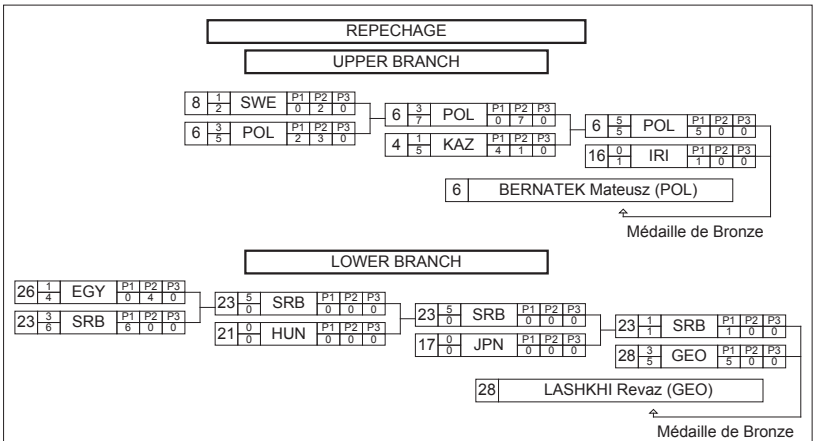 REPECHAGE
UPPER BRANCH
8 1 2 SWE P1 P2 P3 0 2 0
6 3 5 POL P1 P2 P3 2 3 0
6 3 7 POL P1 P2 P3 0 7 0
4 1 5 KAZ P1 P2 P3 4 1 0
6 5 5 POL P1 P2 P3 5 0 0
16 0 1 IRI P1 P2 P3 1 0 0
6 BERNATEK Mateusz (POL)
Médaille de Bronze
LOWER BRANCH
26 1 4 EGY P1 P2 P3 0 4 0
23 3 6 SRB P1 P2 P3 6 0 0
23 5 0 SRB P1 P2 P3 0 0 0
21 0 0 HUN P1 P2 P3 0 0 0
23 5 0 SRB P1 P2 P3 0 0 0
17 0 0 JPN P1 P2 P3 0 0 0
23 1 1 SRB P1 P2 P3 1 0 0
28 3 5 GEO P1 P2 P3 5 0 0
28 LASHKHI Revaz (GEO)
Médaille de Bronze